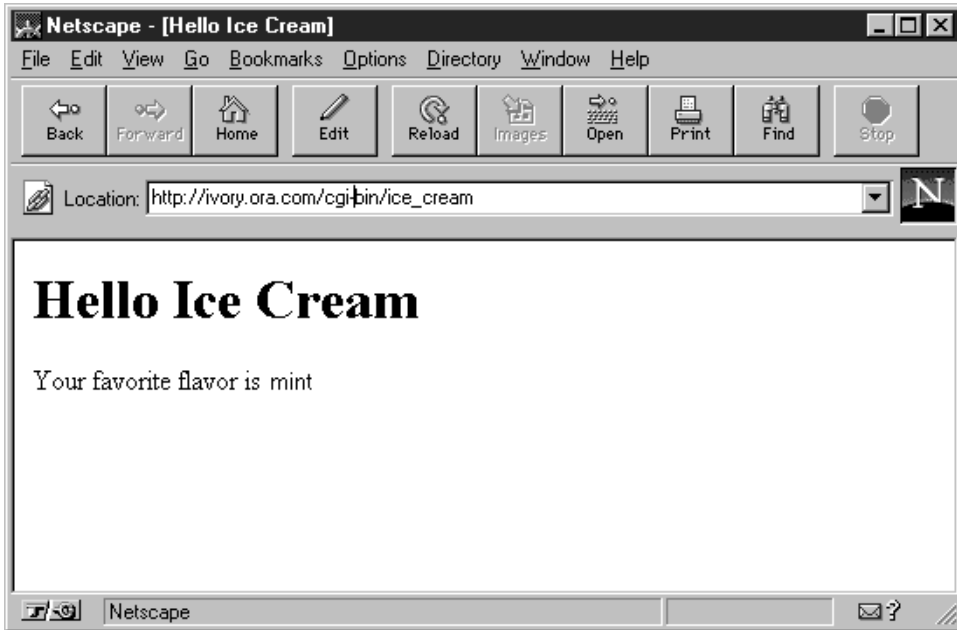 Netscape - [Hello Ice Cream]
File Edit View Go Bookmarks Options Directory Window Help
Back Forward Home Edit Reload Images Open Print Find Stop
Location: http://ivory.ora.com/cgi-bin/ice_cream
N
Hello Ice Cream
Your favorite flavor is mint
Netscape
?